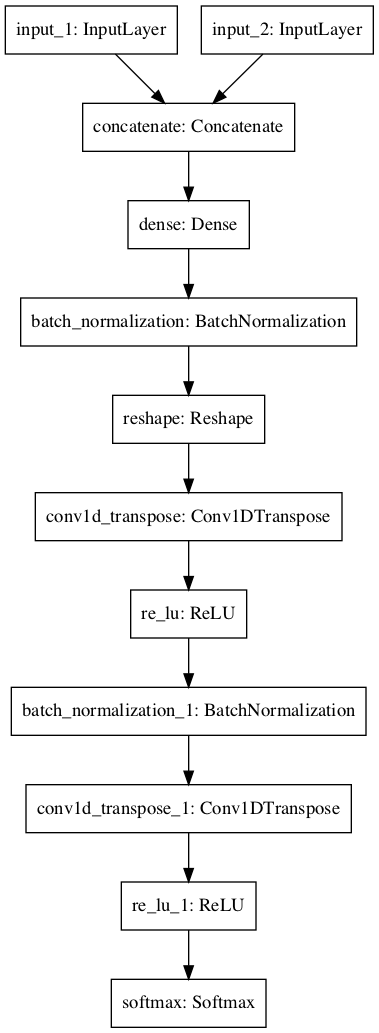 input_1: InputLayer
input_2: InputLayer
concatenate: Concatenate
dense: Dense
batch_normalization: BatchNormalization
reshape: Reshape
conv1d_transpose: Conv1DTranspose
re_lu: ReLU
batch_normalization_1: BatchNormalization
conv1d_transpose_1: Conv1DTranspose
re_lu_1: ReLU
softmax: Softmax